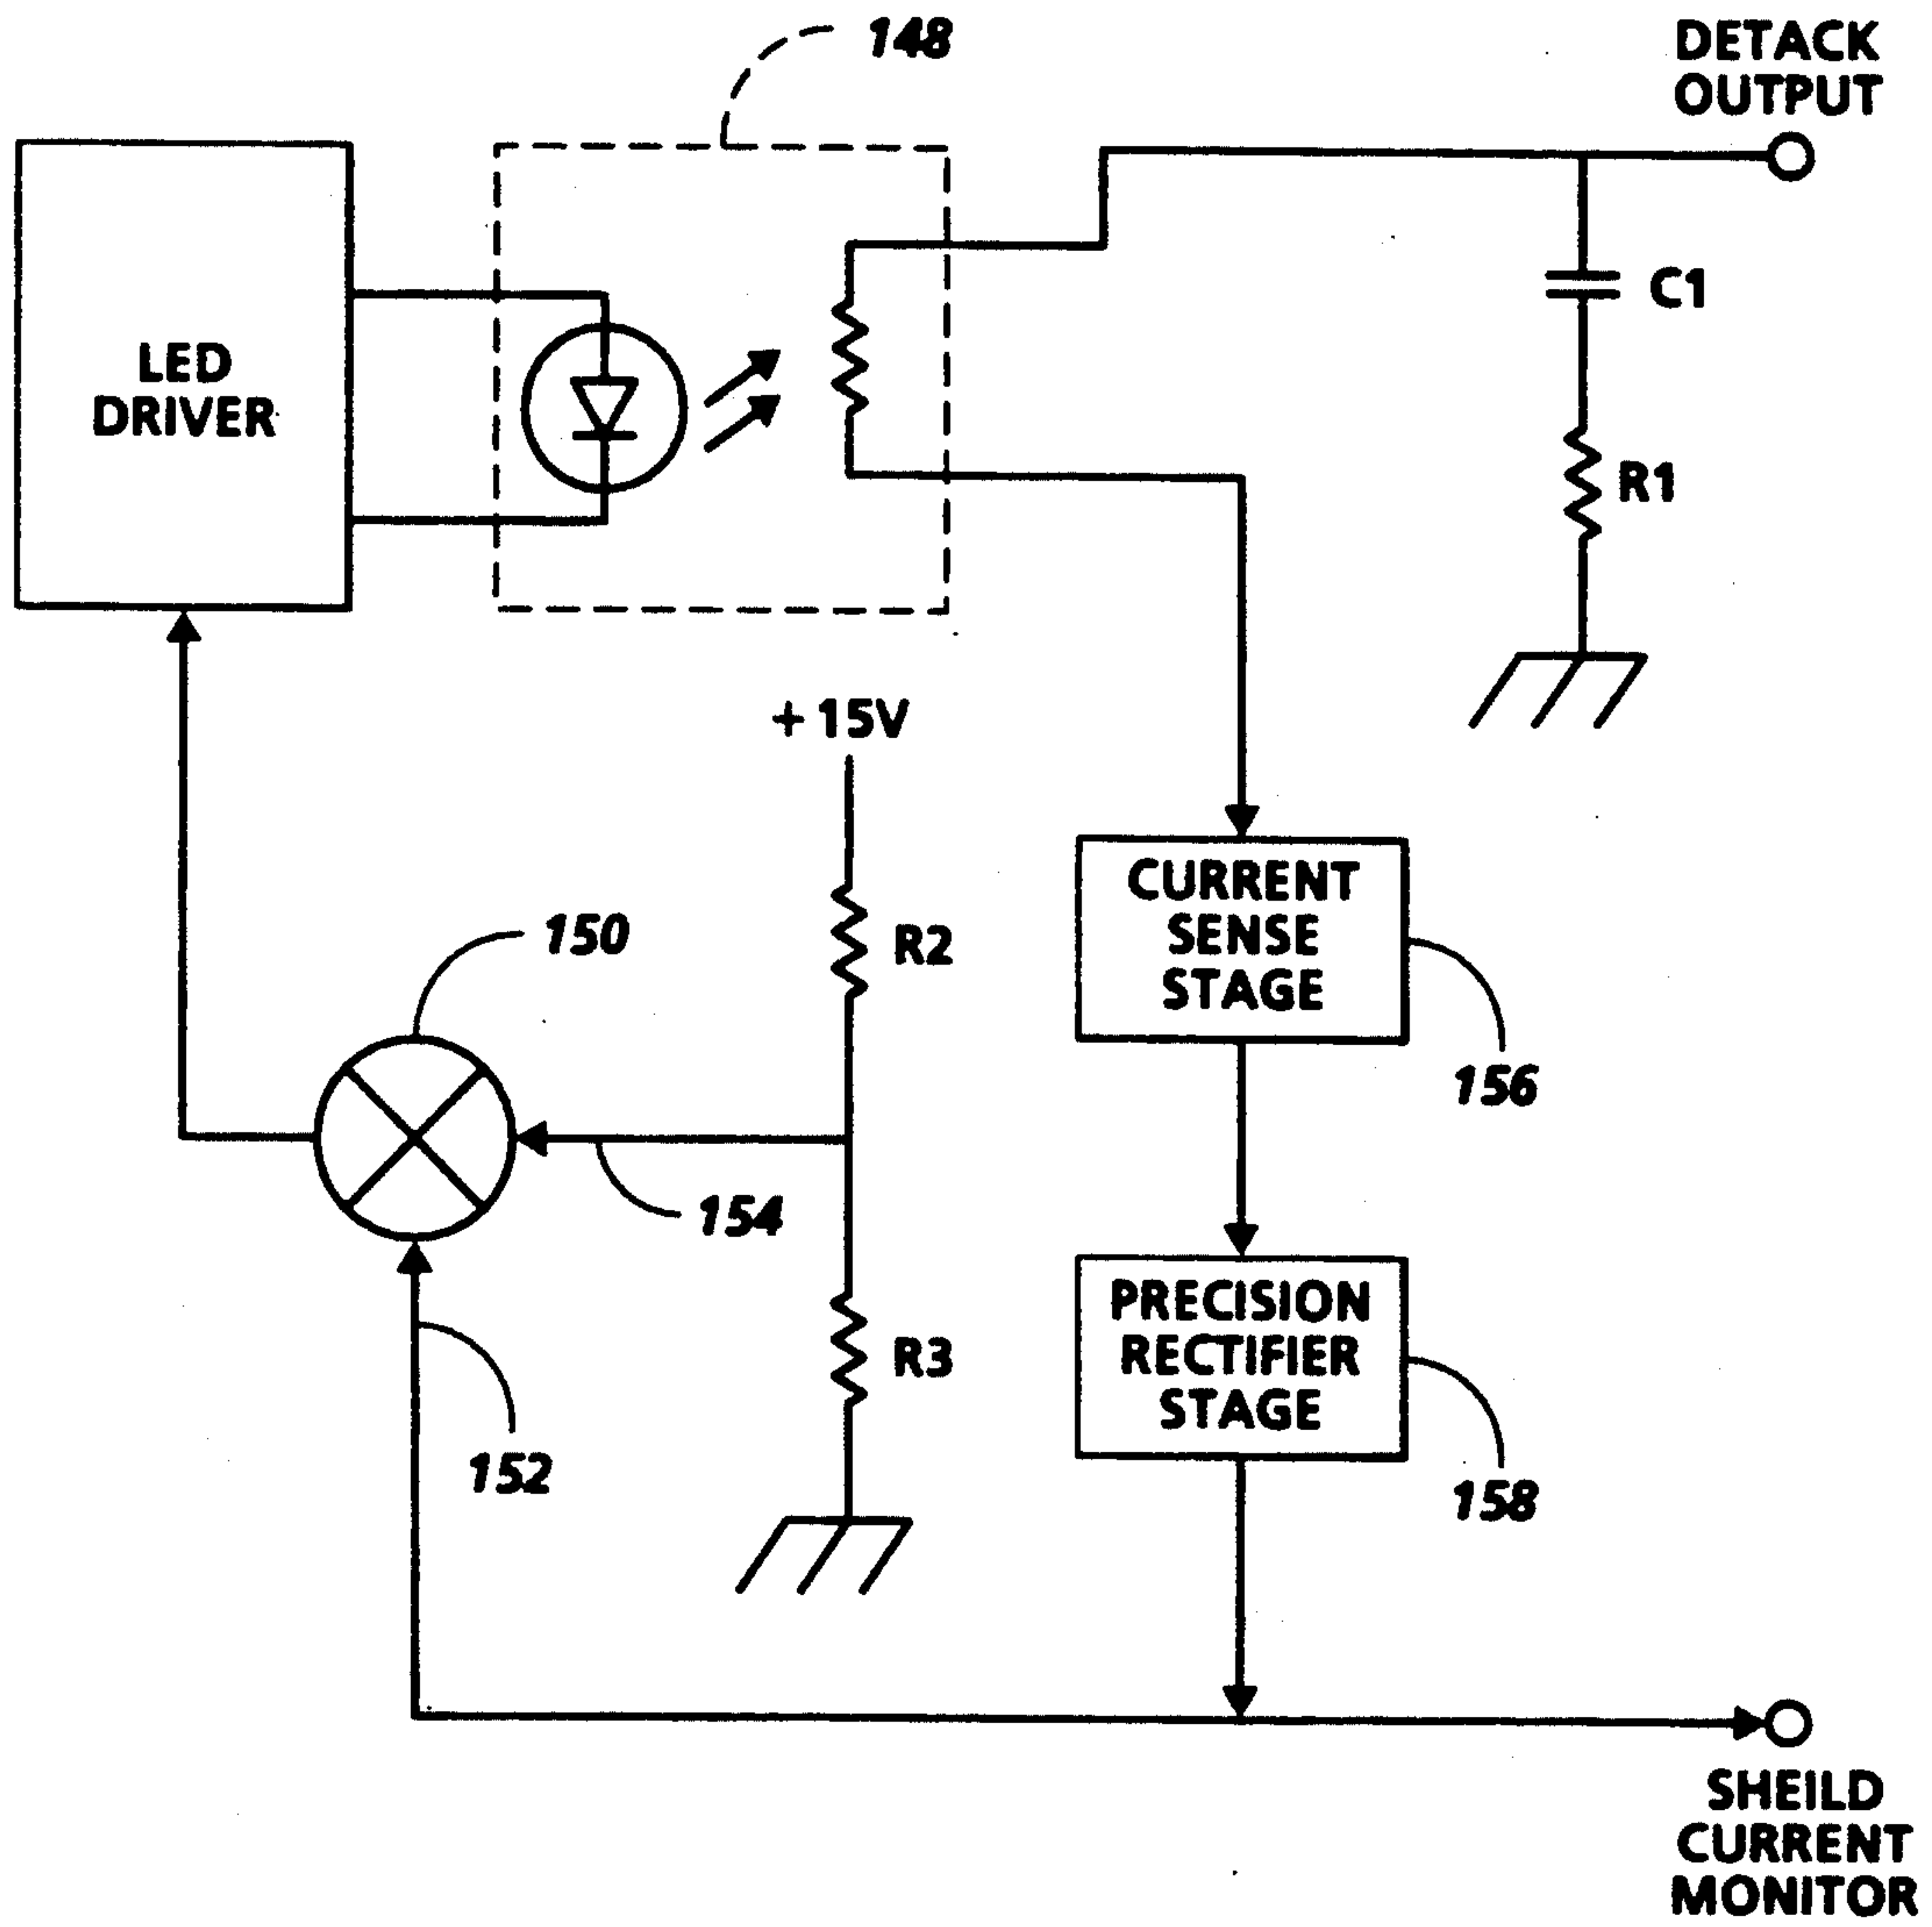 148
DETACK
OUTPUT
LED
DRIVER
C1
R1
+15V
CURRENT
SENSE
STAGE
150
R2
156
154
PRECISION
RECTIFIER
STAGE
R3
152
158
SHEILD
CURRENT
MONITOR